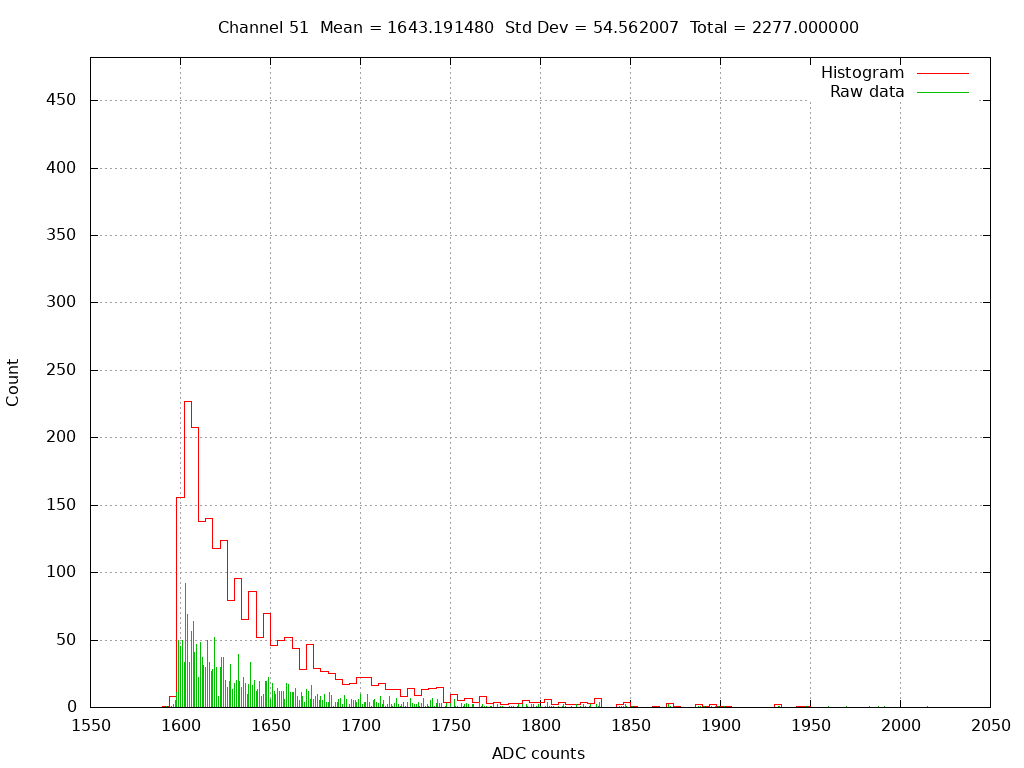 Channel 51  Mean = 1643.191480  Std Dev = 54.562007  Total = 2277.000000
Histogram
Raw data
450
400
350
300
250
200
150
100
50
0
Count
1550 1600 1650 1700 1750 1800 1850 1900 1950 2000 2050
ADC counts